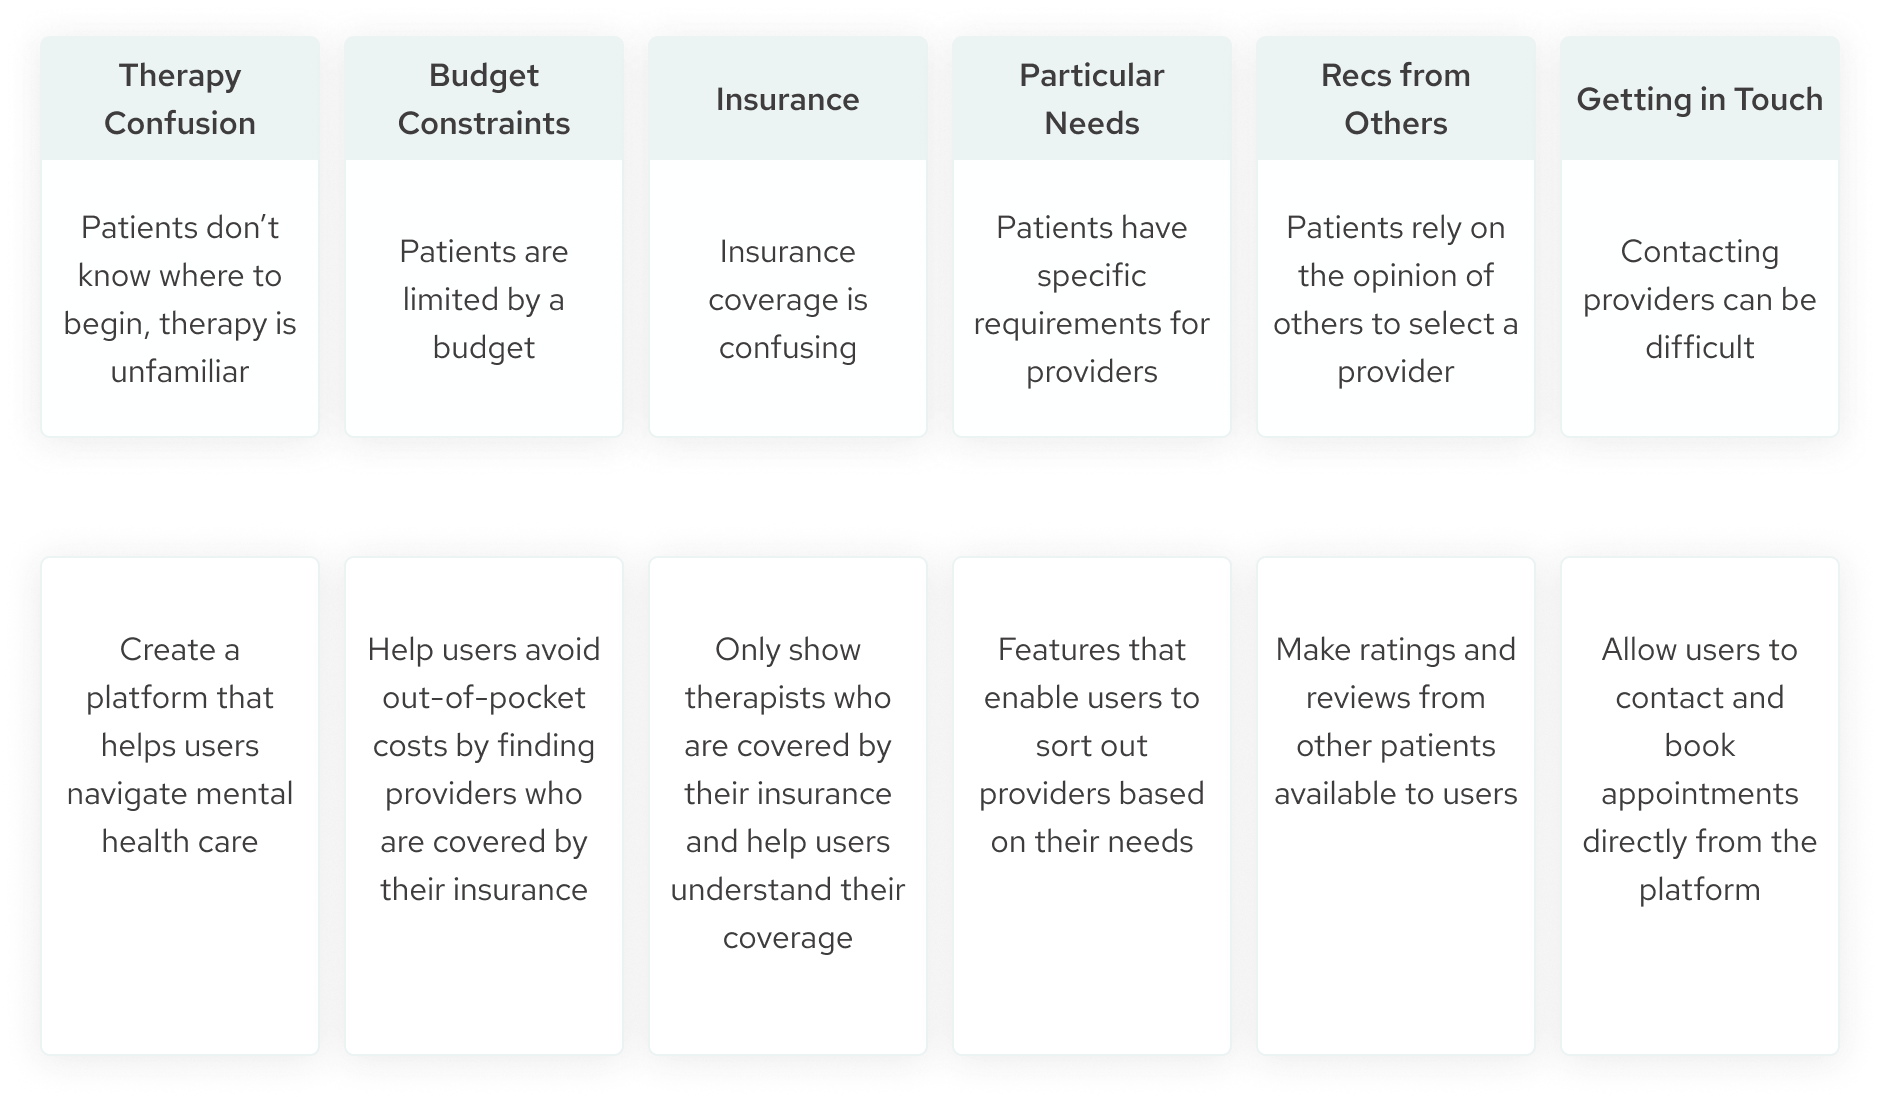 Therapy
Confusion
Patients don’t
know where to
begin, therapy is
unfamiliar
Budget
Constraints
Patients are
limited by a
budget
Insurance
Insurance
coverage is
confusing
Particular
Needs
Patients have
specific
requirements for
providers
Recs from
Others
Patients rely on
the opinion of
others to select a
provider
Getting in Touch
Contacting
providers can be
difficult
Create a
platform that
helps users
navigate mental
health care
Help users avoid
out-of-pocket
costs by finding
providers who
are covered by
their insurance
Only show
therapists who
are covered by
their insurance
and help users
understand their
coverage
Features that
enable users to
sort out
providers based
on their needs
Make ratings and
reviews from
other patients
available to users
Allow users to
contact and
book
appointments
directly from the
platform